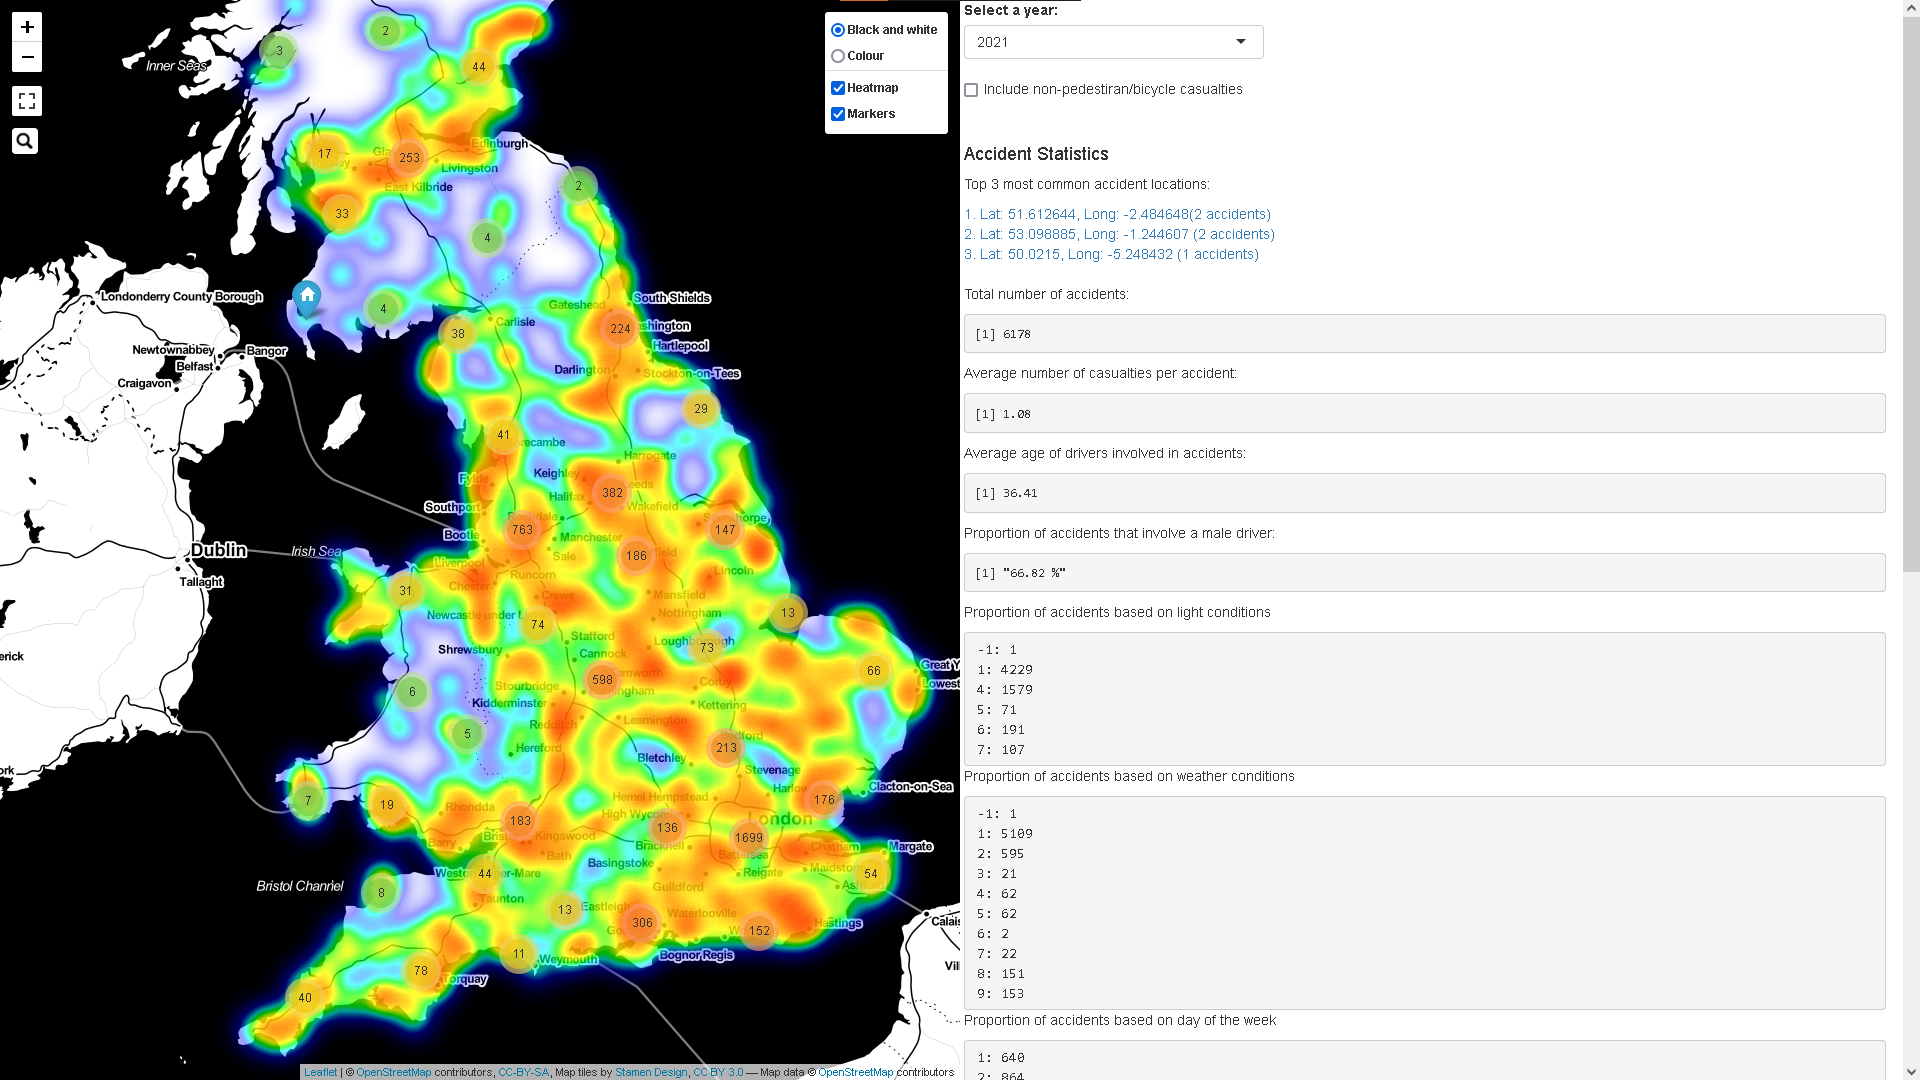 +
−
Inner Seas
3
2
44
Black and white
Colour
Heatmap
Markers
17
253
Edinburgh
Livingston
East Kilbride
33
2
4
Londonderry County Borough
4
38
Carlisle
Gateshead
South Shields
224
Hartlepool
Newtownabbey
Bangor
Belfast
Craigavon
Darlington
Stockton-on-Tees
29
41
Harrogate
Fylde
Keighley
382
Halifax
Wakefield
Southport
763
147
Bootle
Manchester
186
Dublin
Irish Sea
Sale
Liverpool
Lincoln
Tallaght
Runcorn
Chester
31
Crewe
Mansfield
Newcastle under Ly
Nottingham
13
74
Stafford
Loughborough
Shrewsbury
Cannock
73
66
Great Y
598
Corby
Lowest
6
Stourbridge
Kidderminster
Kettering
Redditch
Leamington
5
Hereford
213
Bedford
Bletchley
Stevenage
7
19
Rhondda
Hemel Hempstead
Harlow
176
Clacton-on-Sea
183
Kingswood
High Wycom
136
London
1699
Barry
Bath
Bracknell
Battersea
Chatham
Margate
Basingstoke
Reigate
Maidstone
54
Bristol Channel
8
44
Guildford
Taunton
13
Eastleigh
306
Waterlooville
152
Hastings
Calais
11
Weymouth
Bognor Regis
78
Torquay
40
Leaflet | © OpenStreetMap contributors, CC-BY-SA, Map tiles by Stamen Design, CC BY 3.0 — Map data © OpenStreetMap contributors
Select a year:
2021
Include non-pedestiran/bicycle casualties
Accident Statistics
Top 3 most common accident locations:
1. Lat: 51.612644, Long: -2.484648(2 accidents)
2. Lat: 53.098885, Long: -1.244607 (2 accidents)
3. Lat: 50.0215, Long: -5.248432 (1 accidents)
Total number of accidents:
[1] 6178
Average number of casualties per accident:
[1] 1.08
Average age of drivers involved in accidents:
[1] 36.41
Proportion of accidents that involve a male driver:
[1] "66.82 %"
Proportion of accidents based on light conditions
-1: 1
1: 4229
4: 1579
5: 71
6: 191
7: 107
Proportion of accidents based on weather conditions
-1: 1
1: 5109
2: 595
3: 21
4: 62
5: 62
6: 2
7: 22
8: 151
9: 153
Proportion of accidents based on day of the week
1: 640
2: 864